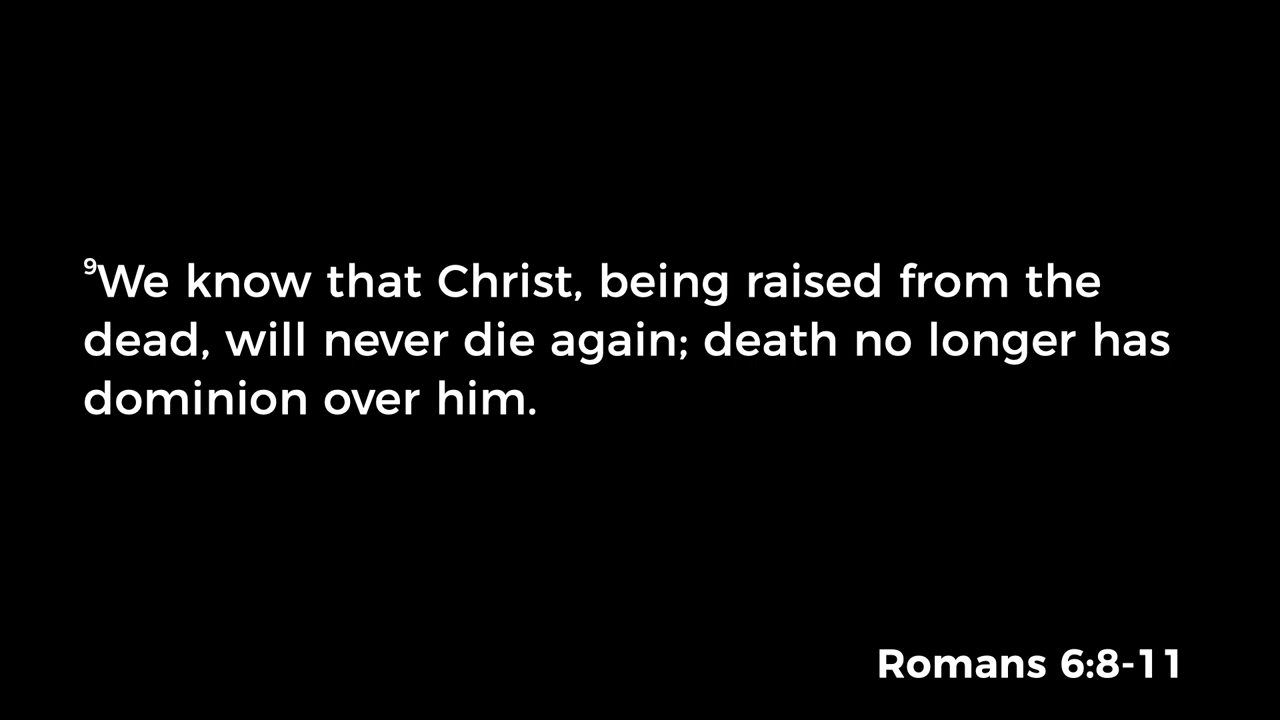 ⁹We know that Christ, being raised from the
dead, will never die again; death no longer has
dominion over him.
Romans 6:8-11